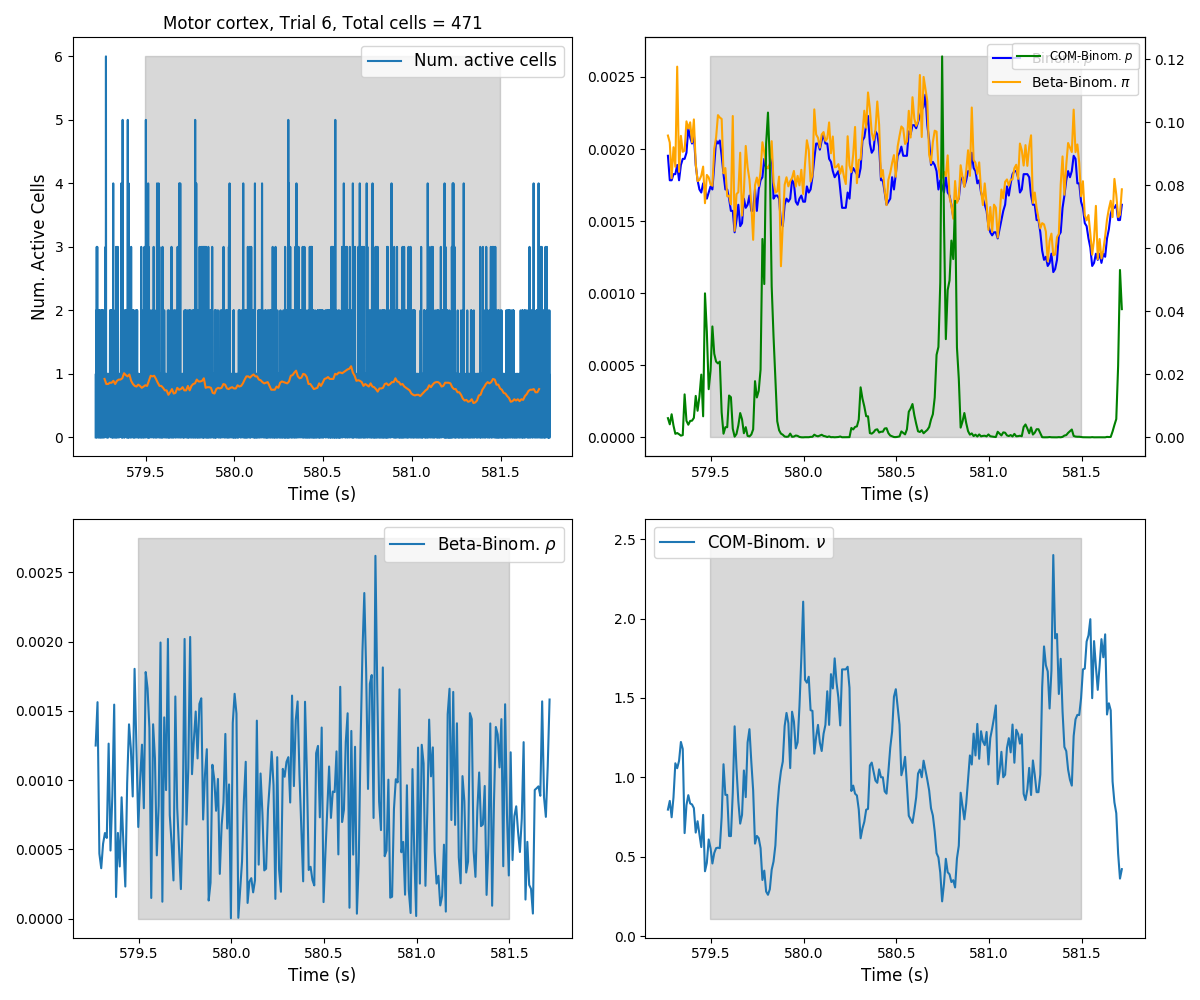 Motor cortex, Trial 6, Total cells = 471
Num. active cells
Num. Active Cells
6
5
4
3
2
1
0
579.5 580.0 580.5 581.0 581.5
Time (s)
COM-Binom. p
Beta-Binom. π
0.0025
0.0020
0.0015
0.0010
0.0005
0.0000
0.12
0.10
0.08
0.06
0.04
0.02
0.00
579.5 580.0 580.5 581.0 581.5
Time (s)
Beta-Binom. ρ
0.0025
0.0020
0.0015
0.0010
0.0005
0.0000
579.5 580.0 580.5 581.0 581.5
Time (s)
COM-Binom. ν
2.5
2.0
1.5
1.0
0.5
0.0
579.5 580.0 580.5 581.0 581.5
Time (s)